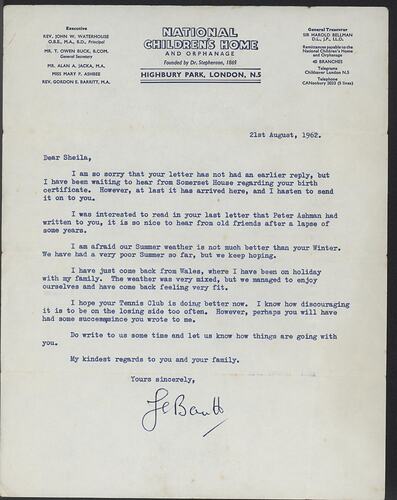 Executive
REV. JOHN W. WATERHOUSE
O.B.E., M.A., B.D., Principal
MR. T. OWEN BUCK, B.COM.
General Secretary
MR. ALAN A. JACKA, M.A.
MISS MARY P. ASHBEE
REV. GORDON E. BARRITT, M.A.
NATIONAL
CHILDREN'S HOME
AND ORPHANAGE
Founded by Dr. Stephenson, 1869
HIGHBURY PARK, LONDON, N.5
General Treasurer
SIR HAROLD BELLMAN
D.L., J.P., LL.D.
Remittances payable to the
National Children's Home
and Orphanage
40 BRANCHES
Telegrams
Childsaver London N.5
Telephone
CANonbury 2033 (5 lines)
21st August, 1962.
Dear Sheila,
I am so sorry that your letter has not had an earlier reply, but
I have been waiting to hear from Somerset House regarding your birth
certificate. However, at last it has arrived here, and I hasten to send
it on to you.
I was interested to read in your last letter that Peter Ashman had
written to you, it is so nice to hear from old friends after a lapse of
some years.
I am afraid our Summer weather is not much better than your Winter.
We have had a very poor Summer so far, but we keep hoping.
I have just come back from Wales, where I have been on holiday
with my family. The weather was very mixed, but we managed to enjoy
ourselves and have come back feeling very fit.
I hope your Tennis Club is doing better now. I know how discouraging
it is to be on the losing side too often. However, perhaps you will have
had some success since you wrote to me.
Do write to us some time and let us know how things are going with
you.
My kindest regards to you and your family.
Yours sincerely,